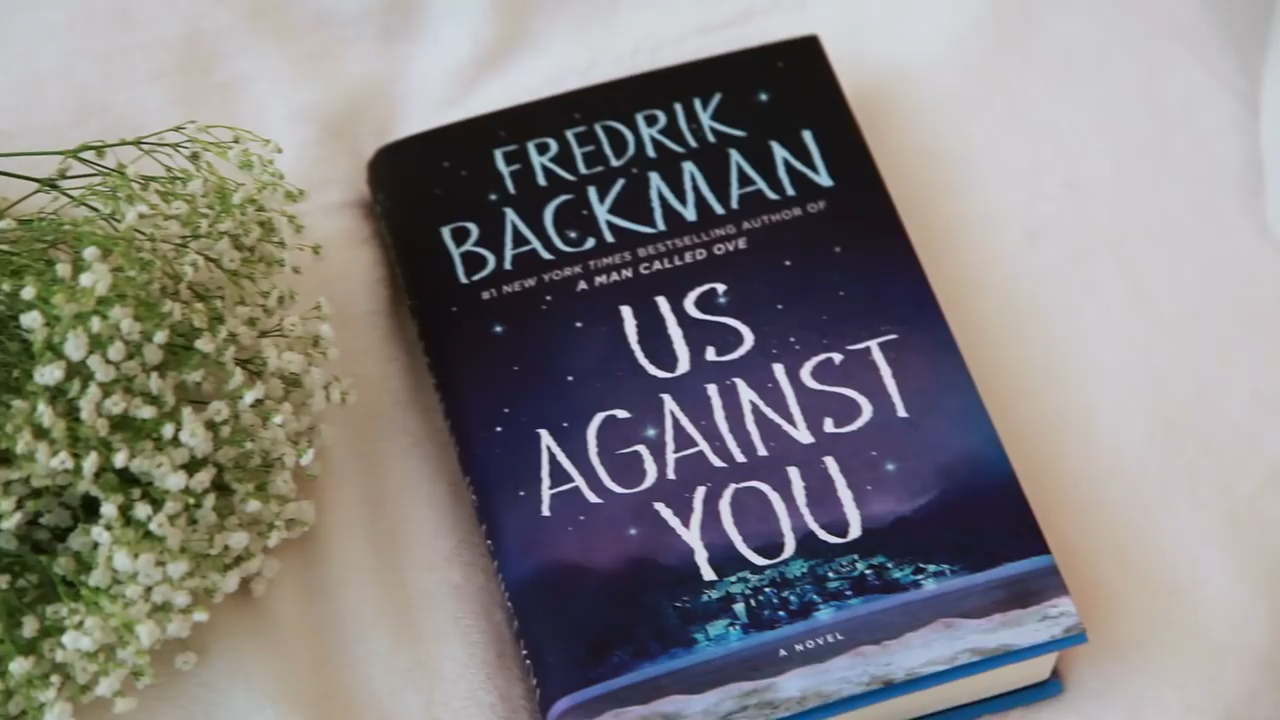 FREDRIK
BACKMAN
#1 NEW YORK TIMES BESTSELLING AUTHOR OF
A MAN CALLED OVE
US
AGAINST
YOU
A NOVEL